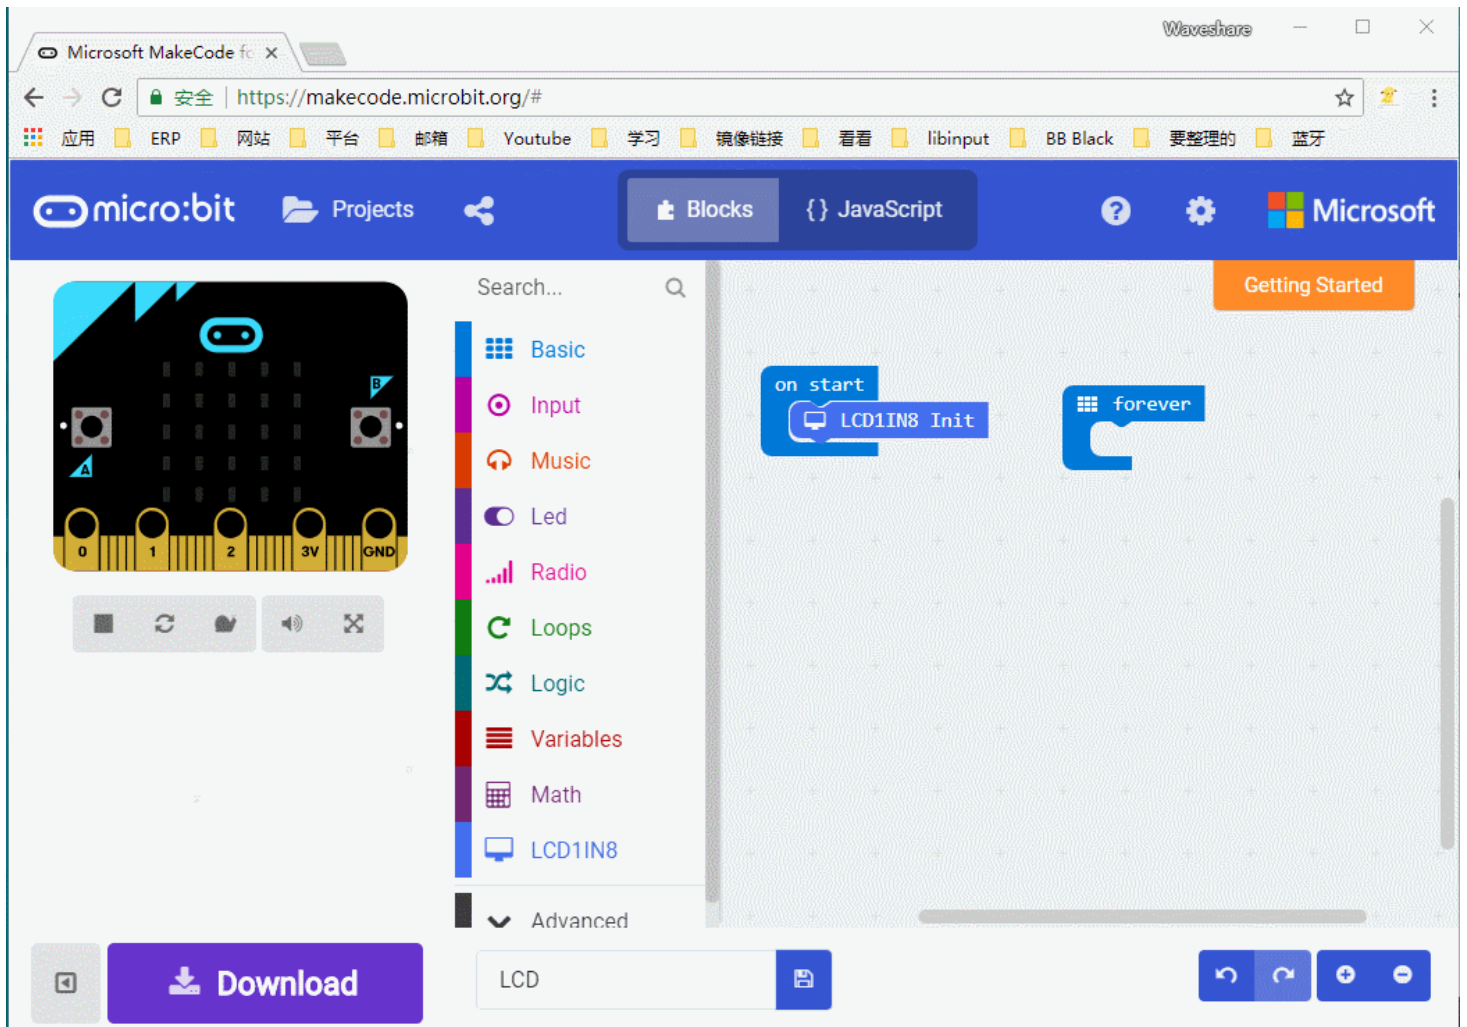 Waveshare
Microsoft MakeCode fo
安全 | https://makecode.microbit.org/#
应用 ERP 网站 平台 邮箱 Youtube 学习 镜像链接 看看 libinput BB Black 要整理的 蓝牙
micro:bit Projects Blocks {} JavaScript Microsoft
Search...
Getting Started
Basic
Input
Music
Led
Radio
Loops
Logic
Variables
Math
LCD1IN8
Advanced
on start
LCD1IN8 Init
forever
B
A
0 1 2 3V GND
Download
LCD